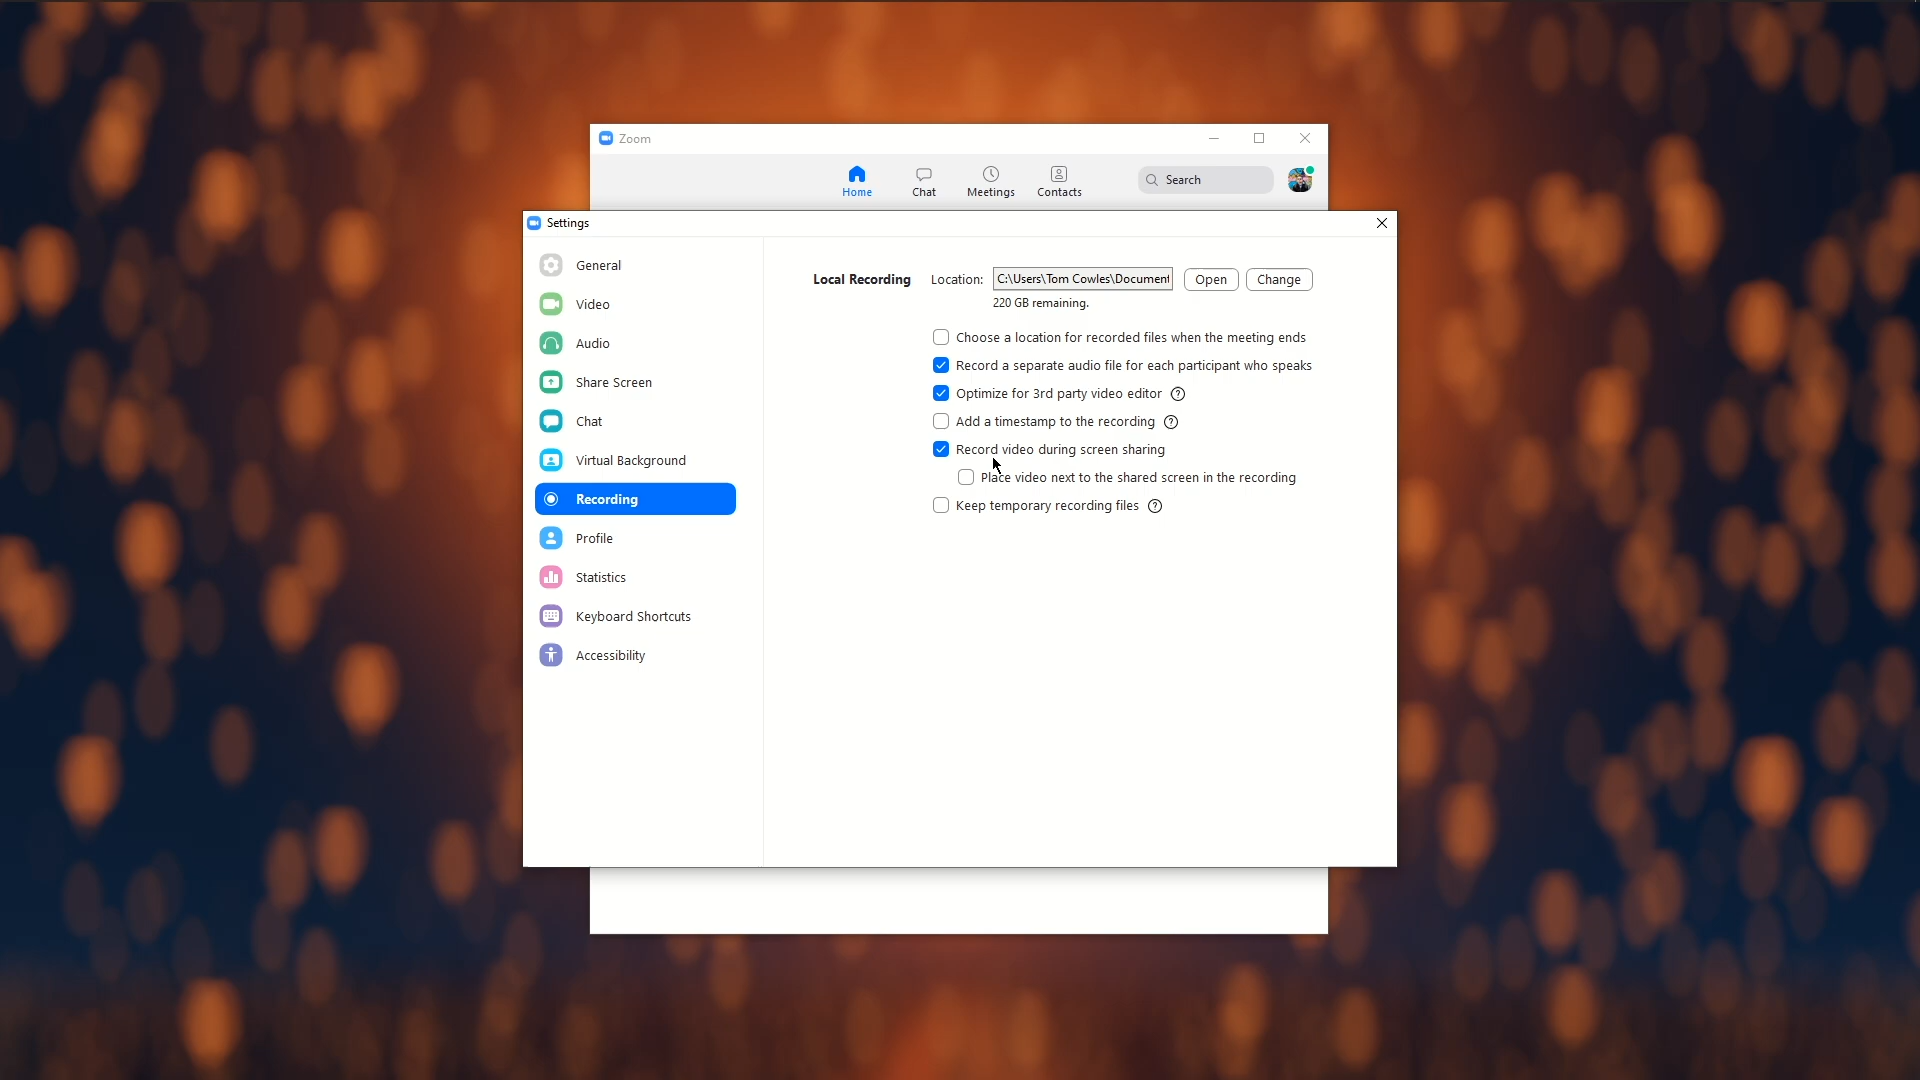 Zoom
Home
Chat
Meetings
Contacts
Search
Settings
General
Video
Audio
Share Screen
Chat
Virtual Background
Recording
Profile
Statistics
Keyboard Shortcuts
Accessibility
Local Recording Location: C:\Users\Tom Cowles\Document Open Change
220 GB remaining.
Choose a location for recorded files when the meeting ends
Record a separate audio file for each participant who speaks
Optimize for 3rd party video editor ?
Add a timestamp to the recording ?
Record video during screen sharing
Place video next to the shared screen in the recording
Keep temporary recording files ?